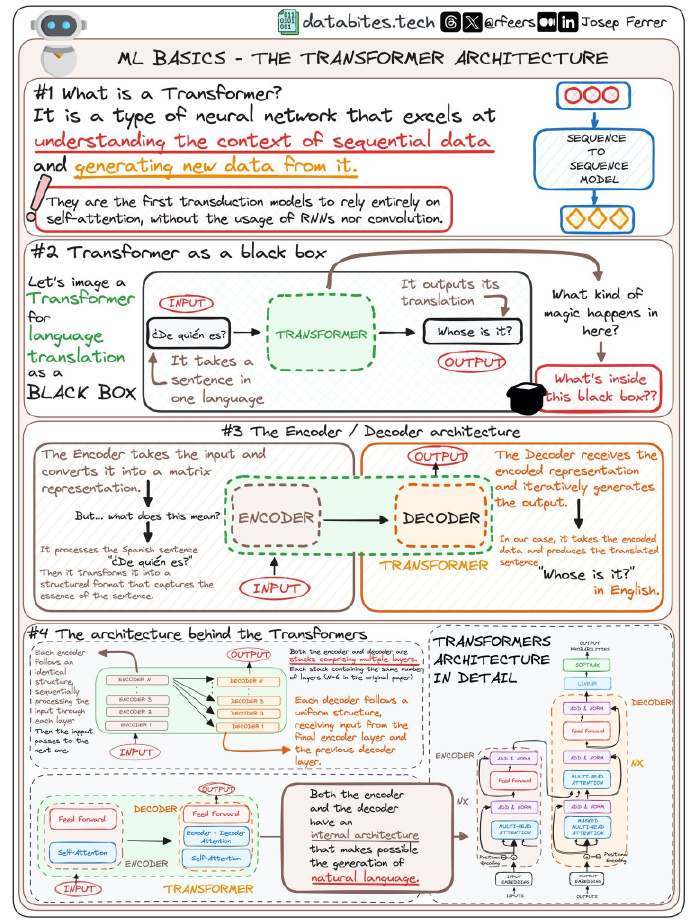 databites.tech @rfeers Josep Ferrer
ML BASICS - THE TRANSFORMER ARCHITECTURE
#1 What is a Transformer?
It is a type of neural network that excels at
understanding the context of sequential data
and generating new data from it.
They are the first transduction models to rely entirely on
self-attention, without the usage of RNNs nor convolution.
SEQUENCE
TO
SEQUENCE
MODEL
#2 Transformer as a black box
Let's image a
Transformer
for
language
translation
as a
BLACK BOX
INPUT
¿De quién es?
It takes a
sentence in
one language
TRANSFORMER
It outputs its
translation
Whose is it?
OUTPUT
What kind of
magic happens in
here?
What's inside
this black box??
#3 The Encoder / Decoder architecture
The Encoder takes the input and
converts it into a matrix
representation.
But... what does this mean?
It processes the Spanish sentence
"¿De quién es?"
Then it transforms it into a
structured format that captures the
essence of the sentence.
ENCODER
INPUT
OUTPUT
DECODER
TRANSFORMER
The Decoder receives the
encoded representation
and iteratively generates
the output.
In our case, it takes the encoded
data and produces the translated
sentence
"Whose is it?"
in English.
#4 The architecture behind the Transformers
Each encoder
follows an
identical
structure,
sequentially
processing the
input through
each layer
Then the inpput
passes to the
next one.
ENCODER N
ENCODER 3
ENCODER 2
ENCODER 1
INPUT
OUTPUT
DECODER N
DECODER 3
DECODER 2
DECODER 1
Both the encoder and decoder are
stacks comprising multiple layers.
Each stack containing the same number
of layers (N=6 in the original paper)
Each decoder follows a
uniform structure,
receiving input from the
final encoder layer and
the previous decoder
layer.
Feed Forward
Self-Attention
INPUT
ENCODER
DECODER
OUTPUT
Feed Forward
Encoder - Decoder
Attention
Self-Attention
TRANSFORMER
Both the encoder
and the decoder
have an
internal architecture
that makes possible
the generation of
natural language.
TRANSFORMERS
ARCHITECTURE
IN DETAIL
OUTPUT
PROBABILITIES
SOFTMAX
LINEAR
DECODER
ADD & NORM
Feed Forward
ADD & NORM
MULTI-HEAD
ATTENTION
ADD & NORM
MASKED
MULTI-HEAD
ATTENTION
NX
Positional
Encoding
OUTPUT
EMBEDDING
OUTPUTS
ENCODER
ADD & NORM
Feed Forward
NX
ADD & NORM
MULTI-HEAD
ATTENTION
Positional
Encoding
INPUT
EMBEDDING
INPUTS